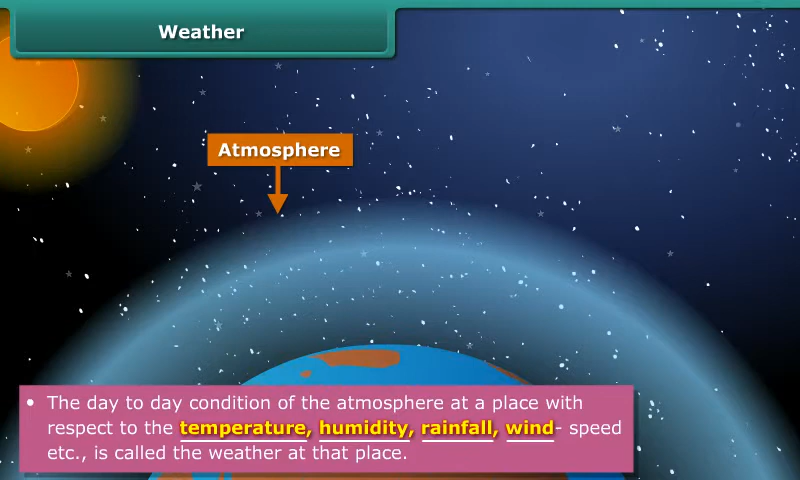 Weather
Atmosphere
• The day to day condition of the atmosphere at a place with
respect to the temperature, humidity, rainfall, wind- speed
etc., is called the weather at that place.